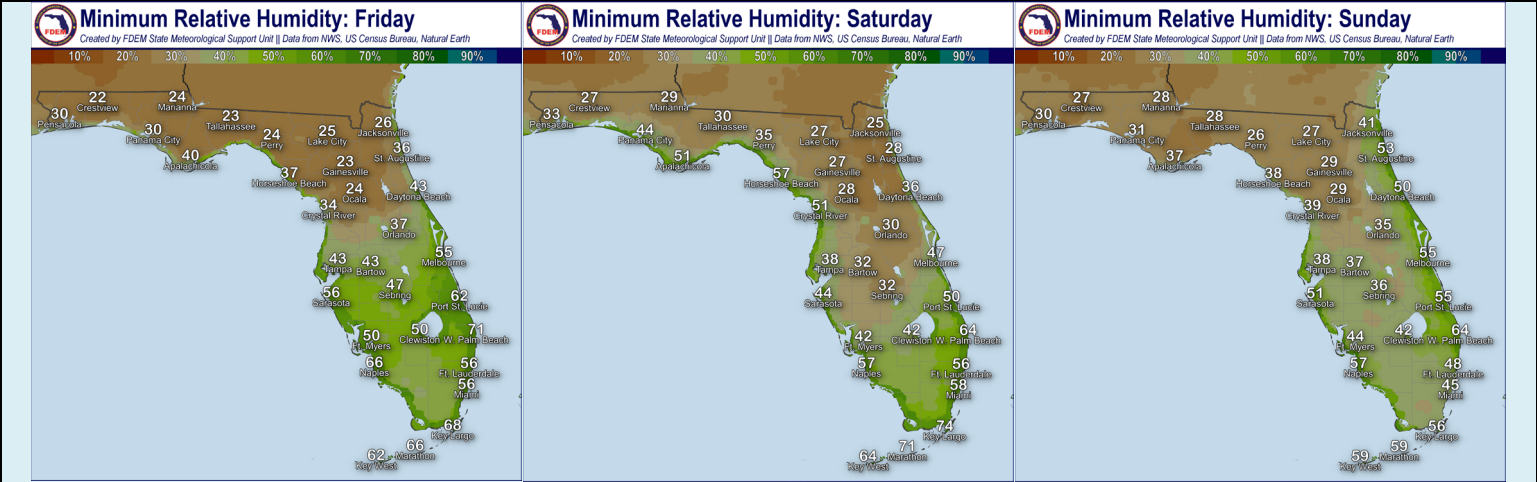 FDEM
Minimum Relative Humidity: Friday
Created by FDEM State Meteorological Support Unit || Data from NWS, US Census Bureau, Natural Earth
10% 20% 30% 40% 50% 60% 70% 80% 90%
22
Crestview
24
Marianna
30
Pensacola
30
Panama City
23
Tallahassee
40
Apalachicola
24
Perry
25
Lake City
26
Jacksonville
36
St. Augustine
23
Gainesville
37
Horseshoe Beach
24
Ocala
43
Daytona Beach
34
Crystal River
37
Orlando
55
Melbourne
43
Tampa
43
Bartow
47
Sebring
56
Sarasota
62
Port St. Lucie
50
Ft. Myers
50
Clewiston
71
W. Palm Beach
66
Naples
56
Ft. Lauderdale
56
Miami
68
Key Largo
66
Marathon
62
Key West
FDEM
Minimum Relative Humidity: Saturday
Created by FDEM State Meteorological Support Unit || Data from NWS, US Census Bureau, Natural Earth
10% 20% 30% 40% 50% 60% 70% 80% 90%
27
Crestview
29
Marianna
33
Pensacola
44
Panama City
30
Tallahassee
51
Apalachicola
35
Perry
27
Lake City
25
Jacksonville
28
St. Augustine
27
Gainesville
57
Horseshoe Beach
28
Ocala
36
Daytona Beach
51
Crystal River
30
Orlando
47
Melbourne
38
Tampa
32
Bartow
32
Sebring
44
Sarasota
50
Port St. Lucie
42
Ft. Myers
42
Clewiston
64
W. Palm Beach
57
Naples
56
Ft. Lauderdale
58
Miami
74
Key Largo
71
Marathon
64
Key West
FDEM
Minimum Relative Humidity: Sunday
Created by FDEM State Meteorological Support Unit || Data from NWS, US Census Bureau, Natural Earth
10% 20% 30% 40% 50% 60% 70% 80% 90%
27
Crestview
28
Marianna
30
Pensacola
31
Panama City
28
Tallahassee
37
Apalachicola
26
Perry
27
Lake City
41
Jacksonville
53
St. Augustine
29
Gainesville
38
Horseshoe Beach
29
Ocala
50
Daytona Beach
39
Crystal River
35
Orlando
55
Melbourne
38
Tampa
37
Bartow
36
Sebring
51
Sarasota
55
Port St. Lucie
44
Ft. Myers
42
Clewiston
64
W. Palm Beach
57
Naples
48
Ft. Lauderdale
45
Miami
56
Key Largo
59
Marathon
59
Key West